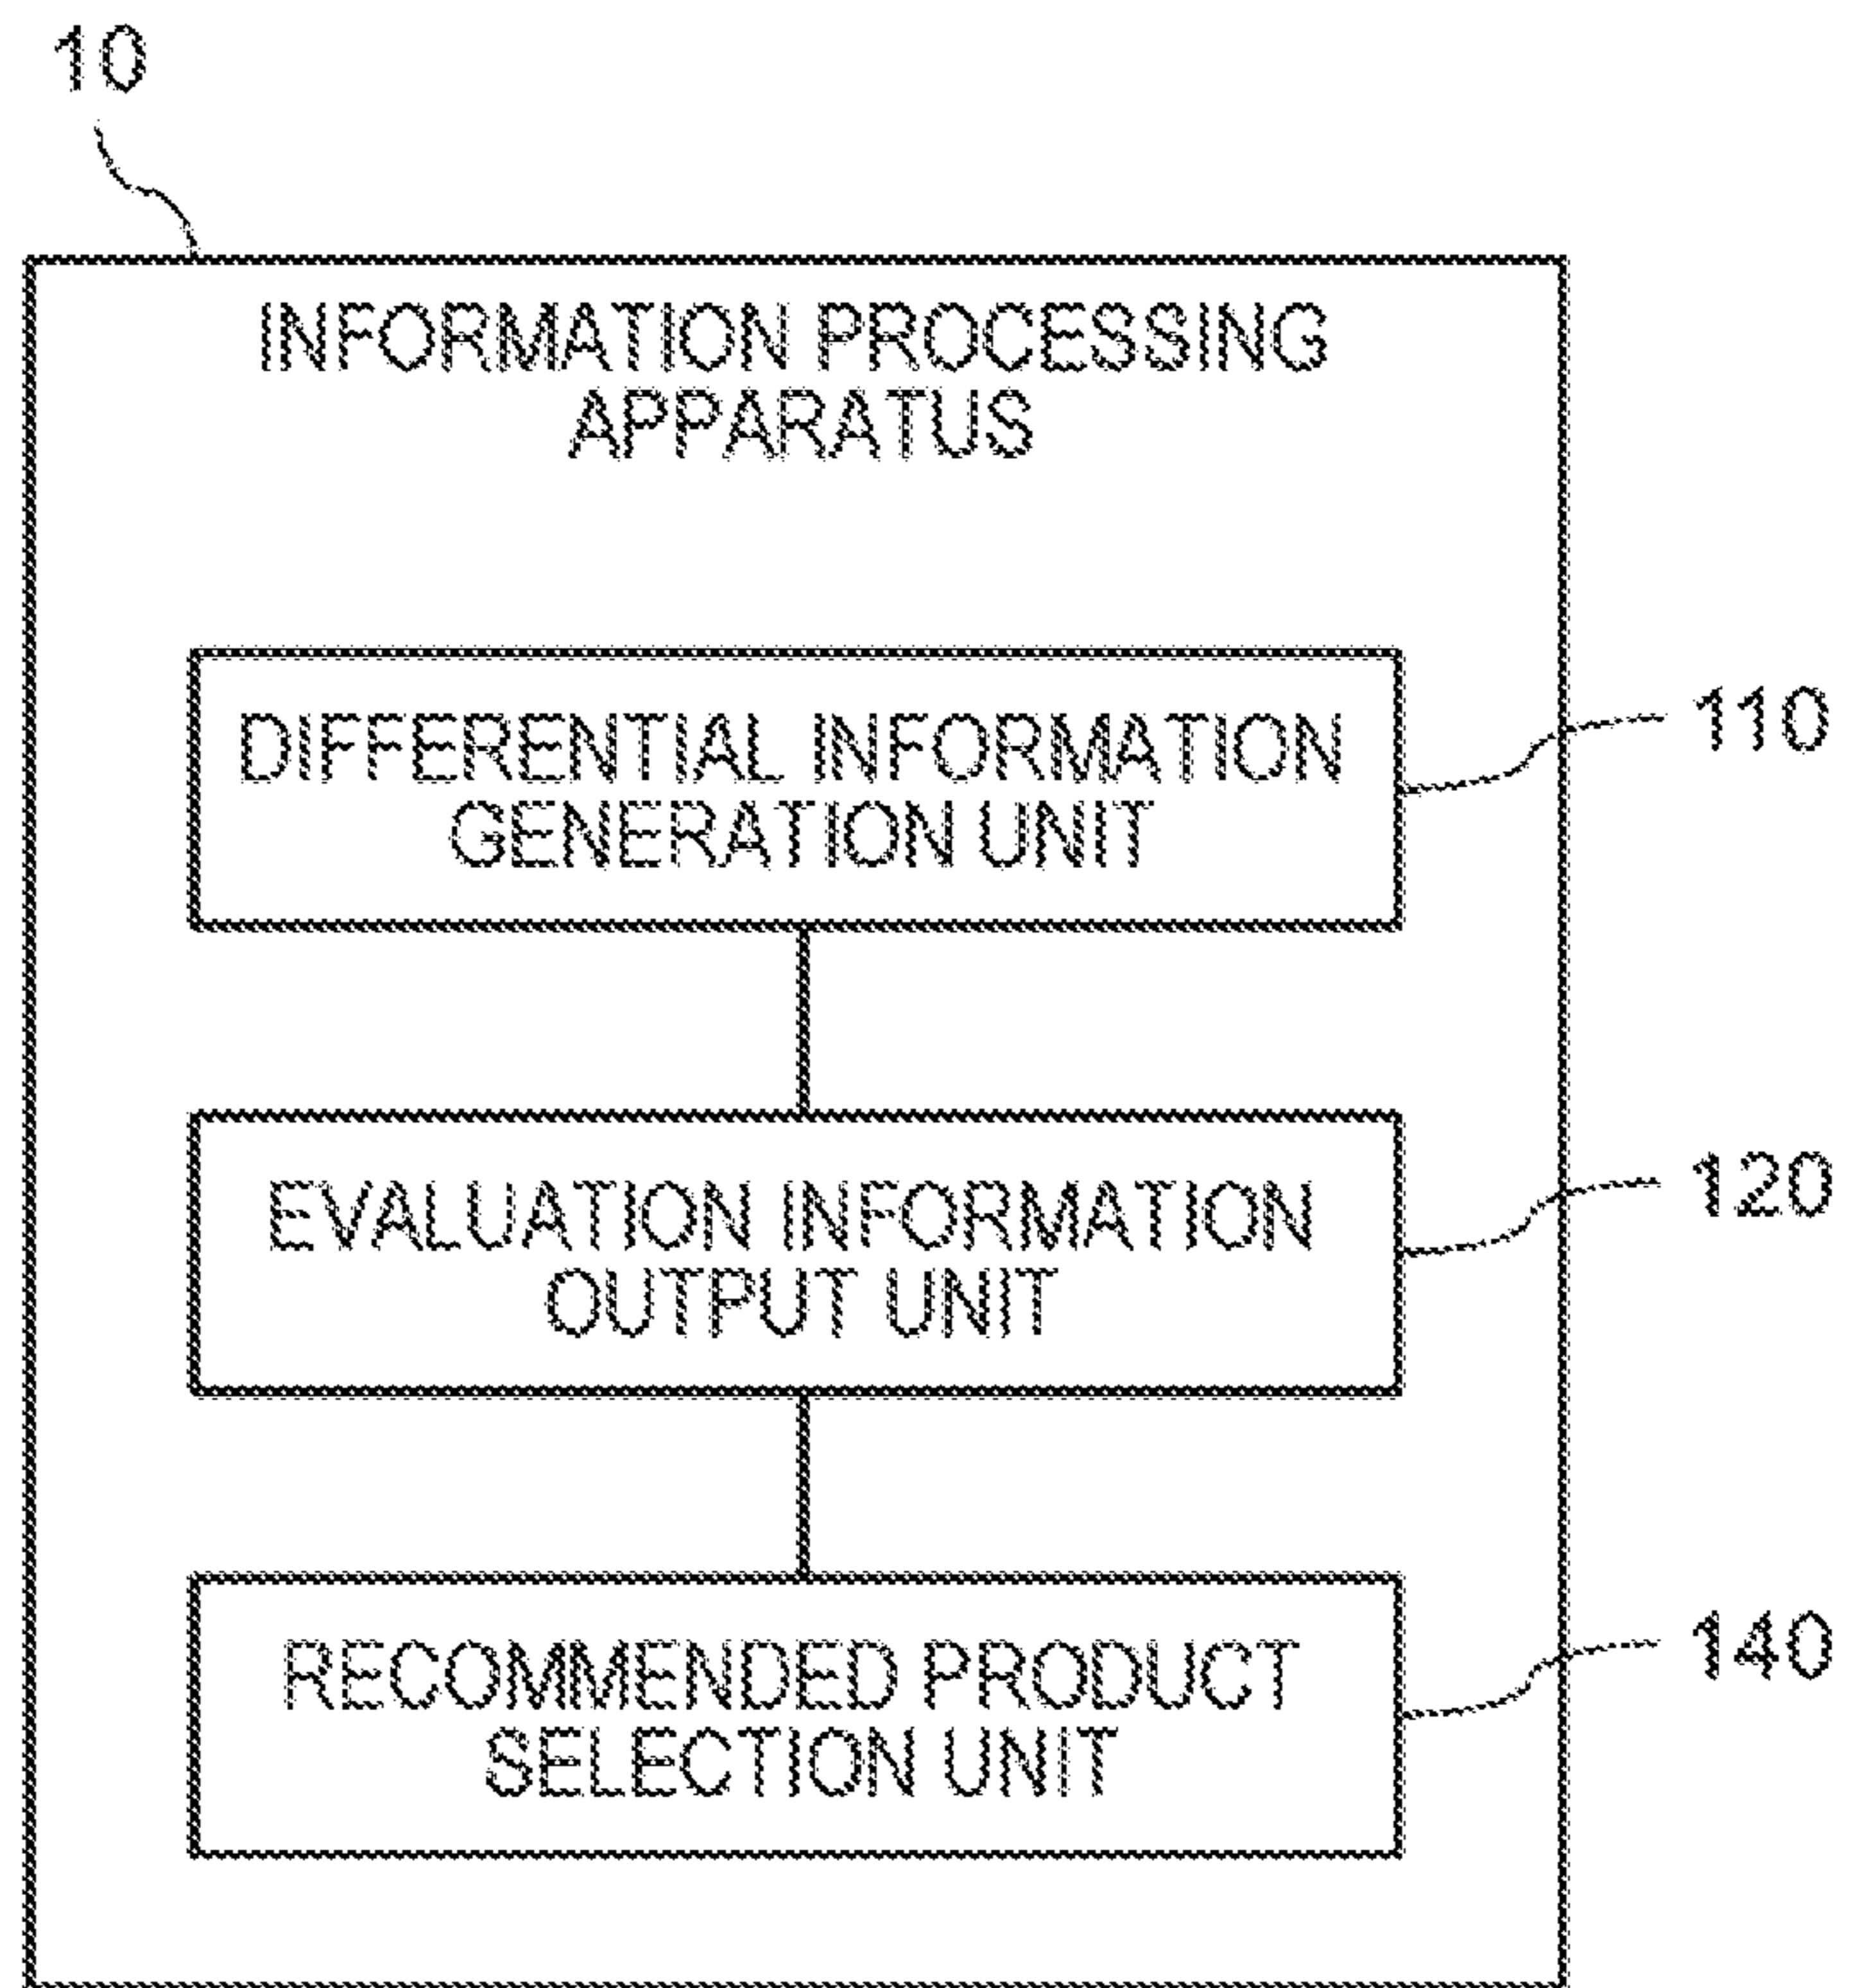 10
INFORMATION PROCESSING
APPARATUS
DIFFERENTIAL INFORMATION
GENERATION UNIT
110
EVALUATION INFORMATION
OUTPUT UNIT
120
RECOMMENDED PRODUCT
SELECTION UNIT
140